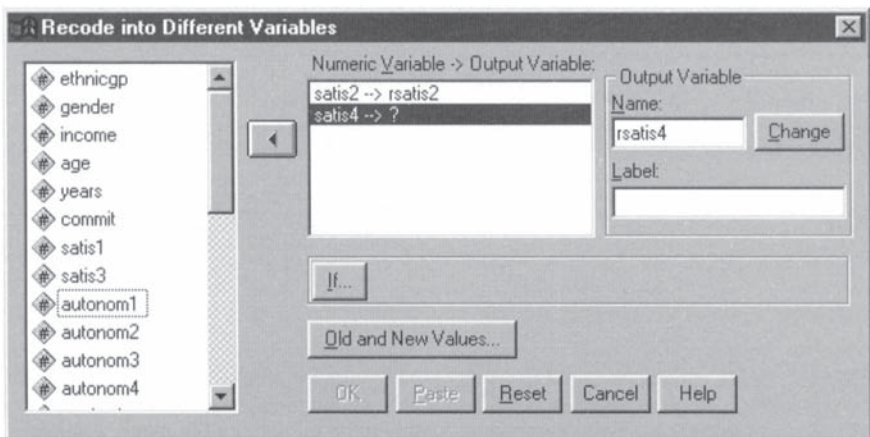 Recode into Different Variables
ethnicgp
gender
income
age
years
commit
satis1
satis3
autonom1
autonom2
autonom3
autonom4
Numeric Variable -> Output Variable:
satis2 --> rsatis2
satis4 --> ?
Output Variable
Name:
rsatis4
Change
Label:
If...
Old and New Values...
OK
Paste
Reset
Cancel
Help